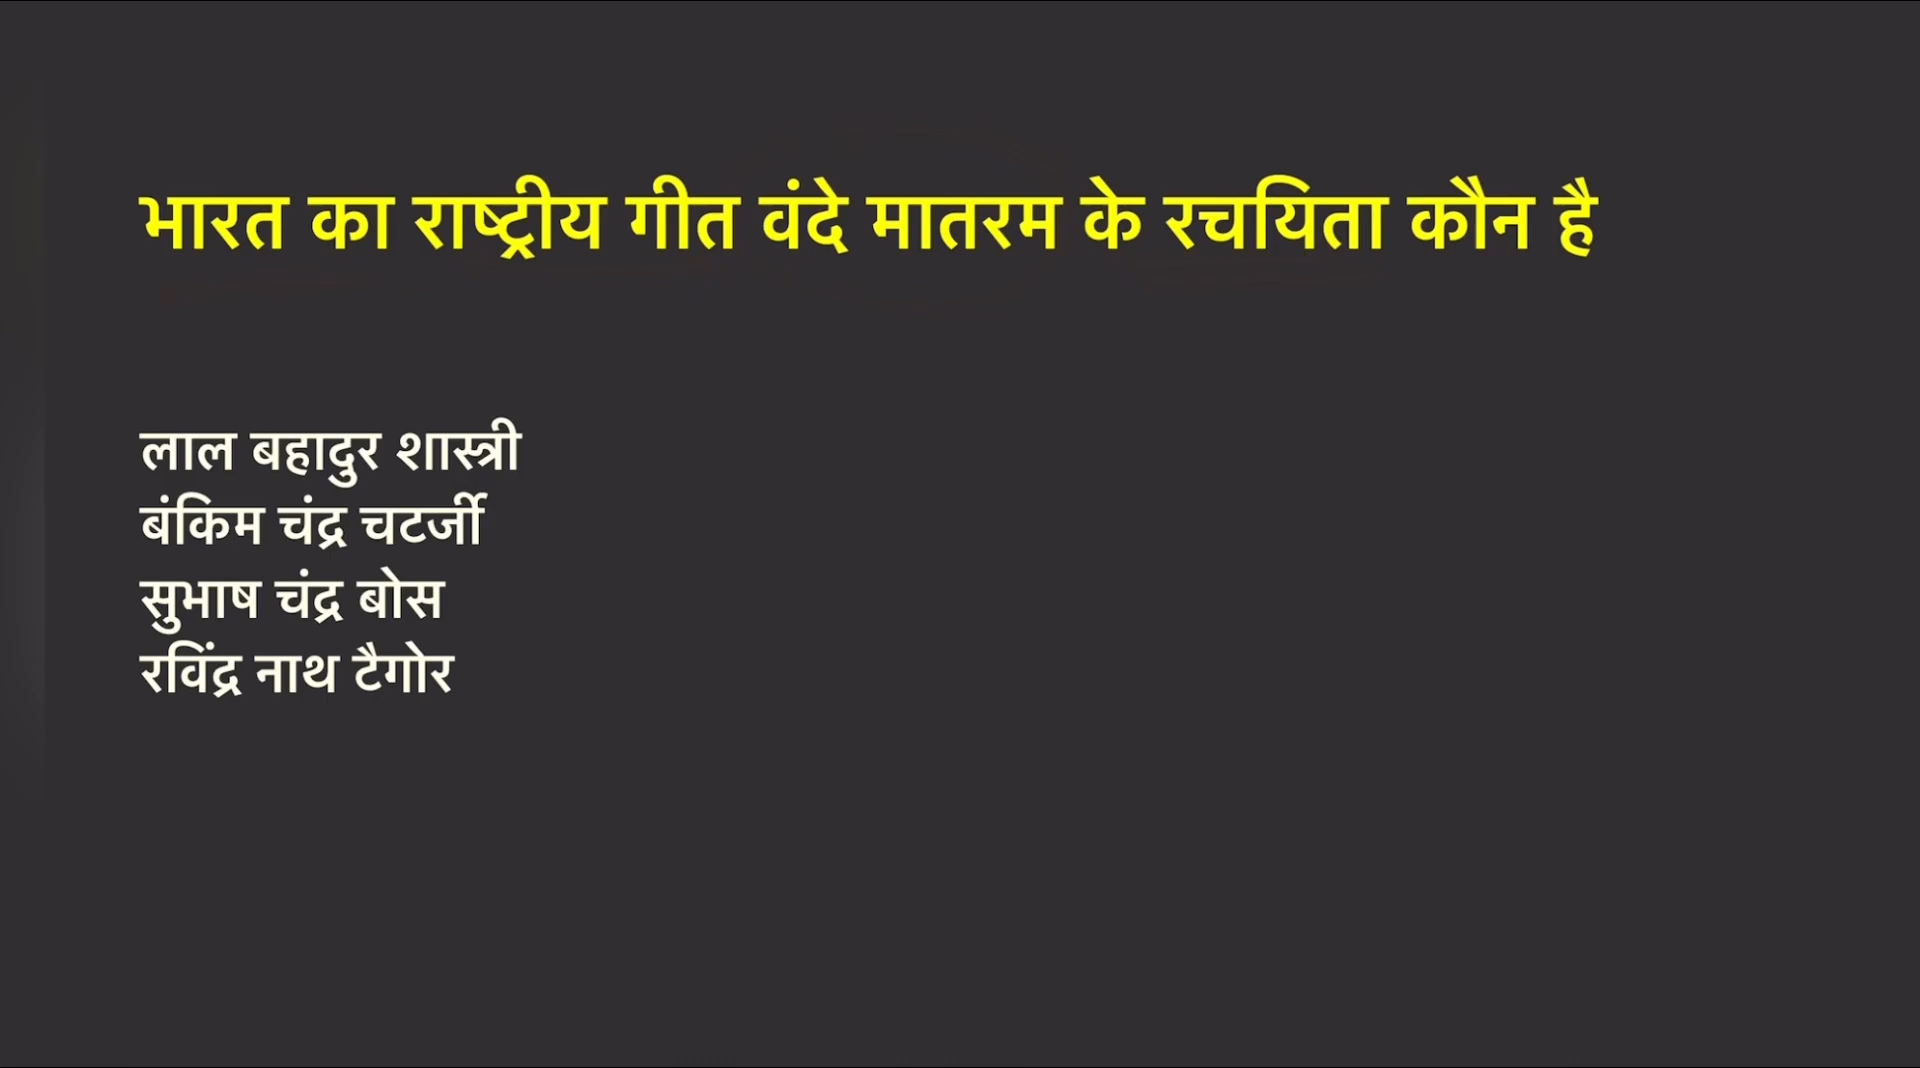 भारत का राष्ट्रीय गीत वंदे मातरम के रचयिता कौन है
लाल बहादुर शास्त्री
बंकिम चंद्र चटर्जी
सुभाष चंद्र बोस
रविंद्र नाथ टैगोर